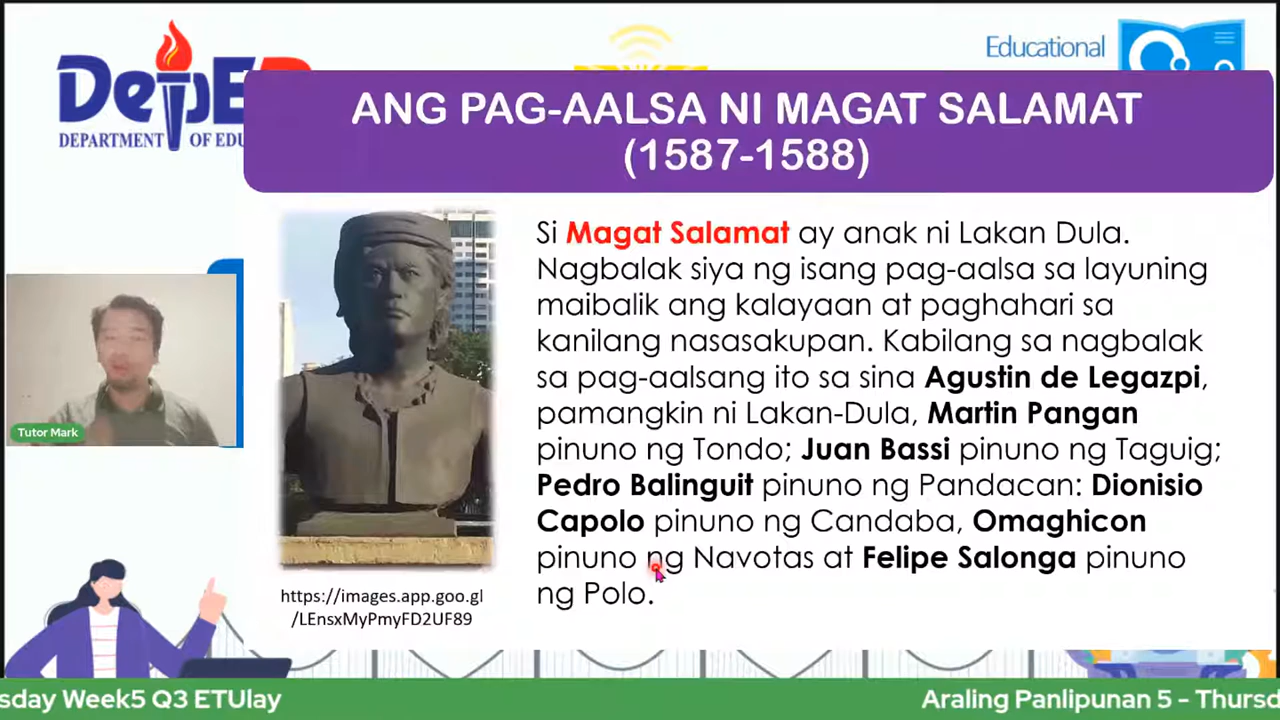 DepED
DEPARTMENT OF EDU
Educational
ANG PAG-AALSA NI MAGAT SALAMAT
(1587-1588)
Si Magat Salamat ay anak ni Lakan Dula.
Nagbalak siya ng isang pag-aalsa sa layuning
maibalik ang kalayaan at paghahari sa
kanilang nasasakupan. Kabilang sa nagbalak
sa pag-aalsang ito sa sina Agustin de Legazpi,
pamangkin ni Lakan-Dula, Martin Pangan
pinuno ng Tondo; Juan Bassi pinuno ng Taguig;
Pedro Balinguit pinuno ng Pandacan: Dionisio
Capolo pinuno ng Candaba, Omaghicon
pinuno ng Navotas at Felipe Salonga pinuno
ng Polo.
Tutor Mark
https://images.app.goo.gl
/LEnsxMyPmyFD2UF89
sday Week5 Q3 ETUlay
Araling Panlipunan 5 - Thursd